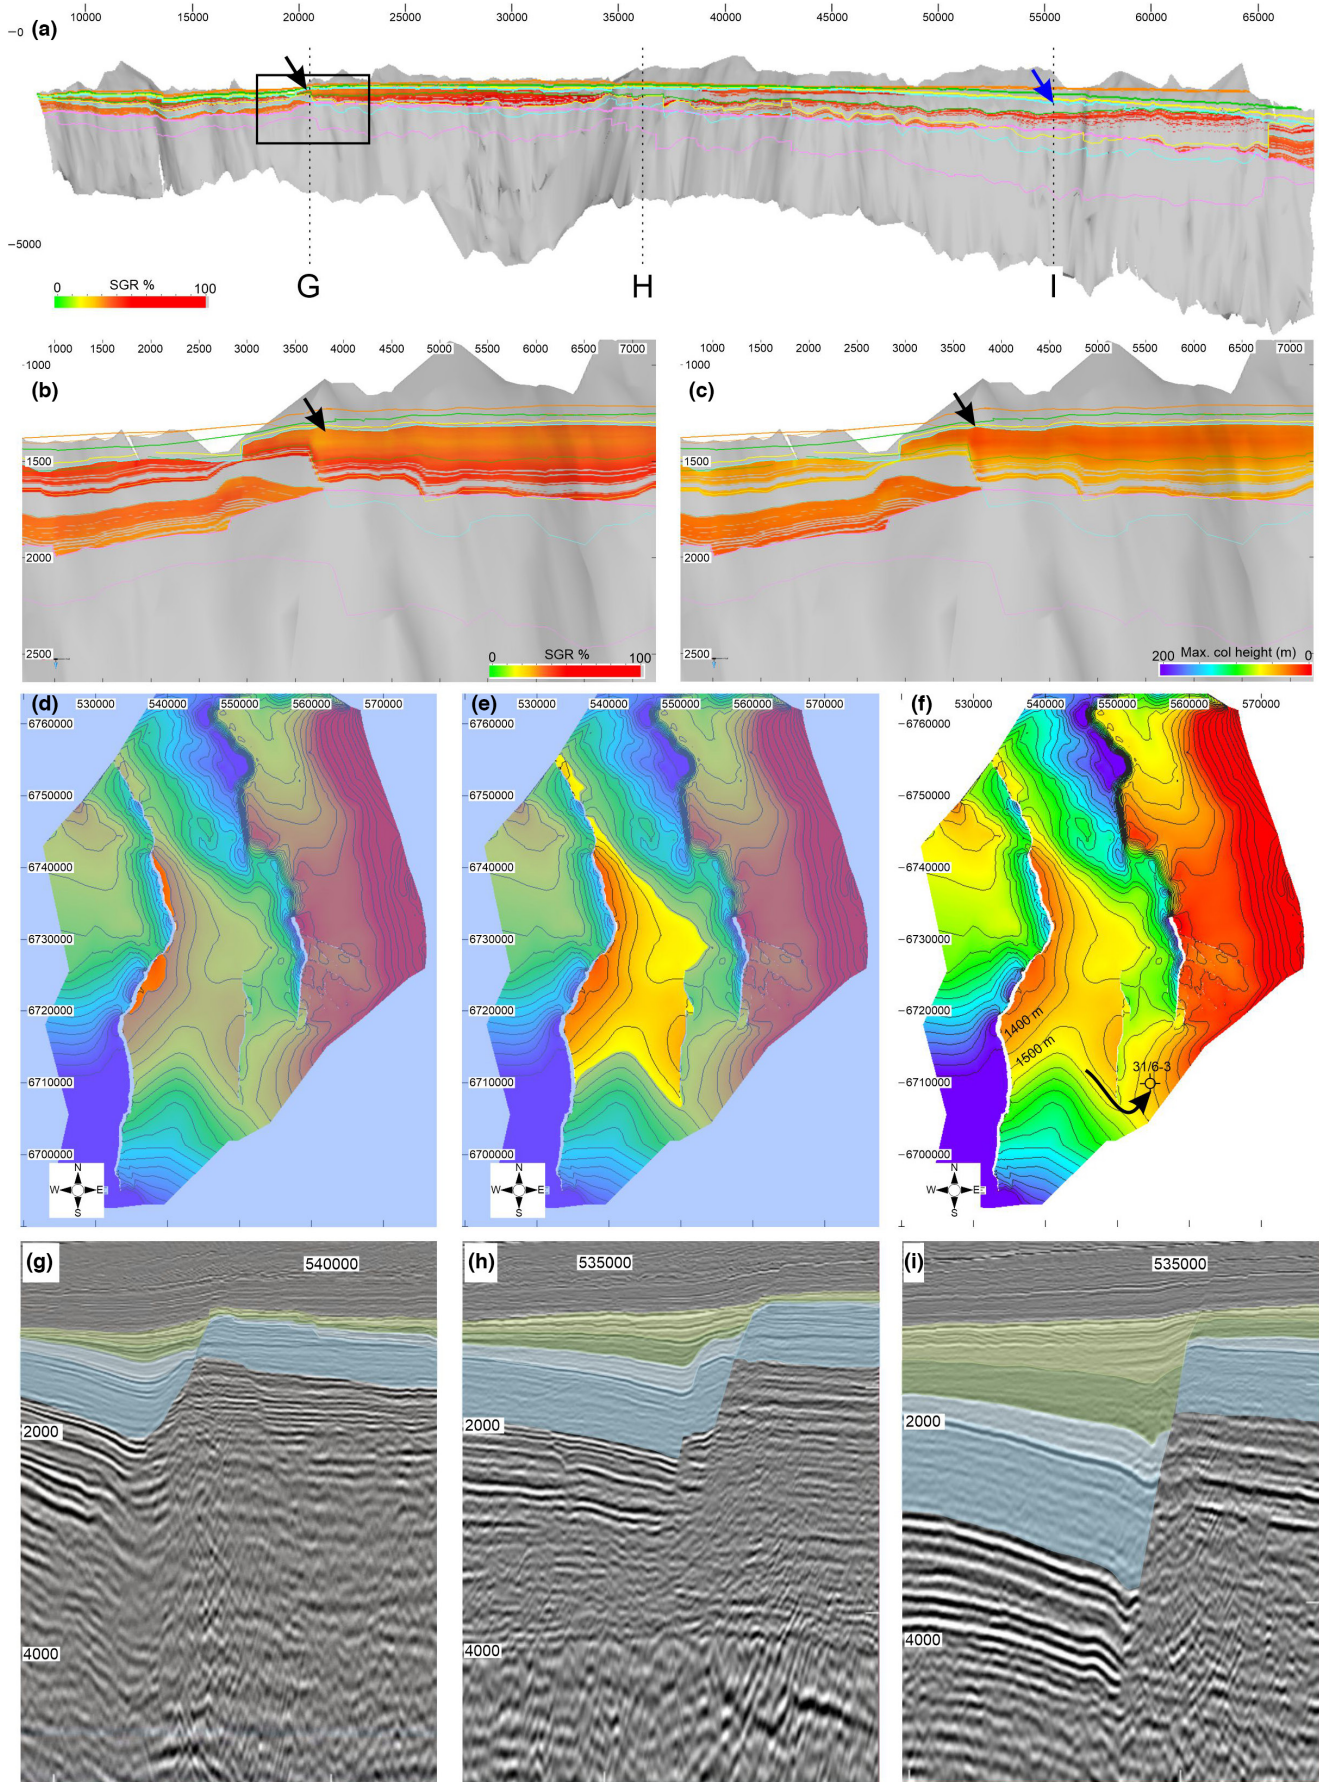 10000 15000 20000 25000 30000 35000 40000 45000 50000 55000 60000 65000
0
(a)
5000
G H I
SGR %
0 100
1000 1500 2000 2500 3000 3500 4000 4500 5000 5500 6000 6500 7000
1000
(b)
1500
2000
2500
SGR %
0 100
1000 1500 2000 2500 3000 3500 4000 4500 5000 5500 6000 6500 7000
1000
(c)
1500
2000
2500
Max. col height (m)
200 0
(d)
530000 540000 550000 560000 570000
6760000
6750000
6740000
6730000
6720000
6710000
6700000
N
W E
S
(e)
530000 540000 550000 560000 570000
6760000
6750000
6740000
6730000
6720000
6710000
6700000
N
W E
S
(f)
530000 540000 550000 560000 570000
6760000
6750000
6740000
6730000
6720000
1400 m
1500 m
31/6-3
6710000
6700000
N
W E
S
(g)
540000
2000
4000
(h)
535000
2000
4000
(i)
535000
2000
4000